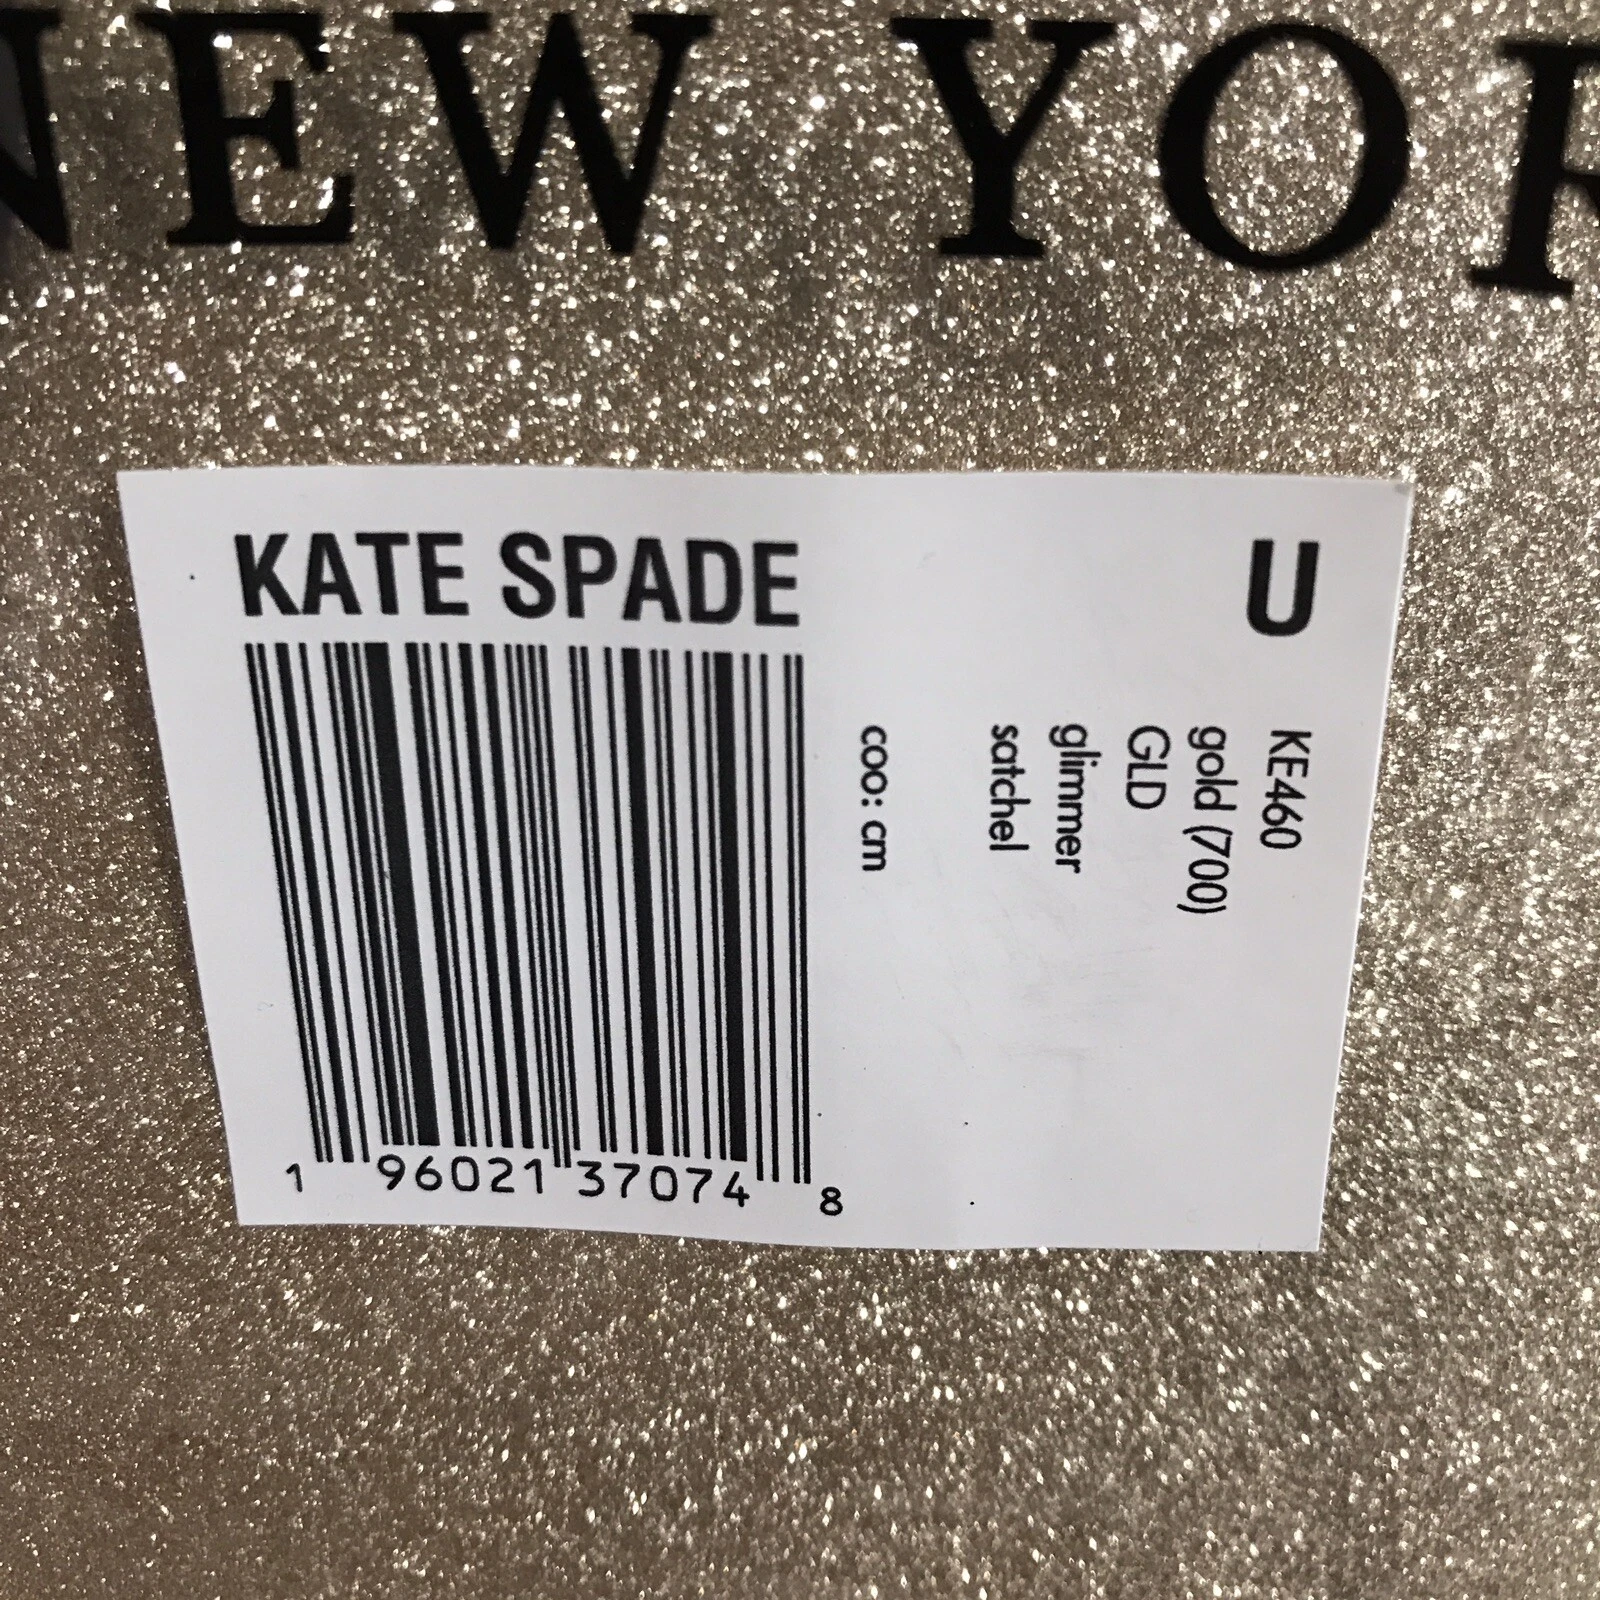 NEW YOR
KATE SPADE
U
KE460
gold (700)
GLD
glimmer
satchel
coo: cm
1 96021 37074 8